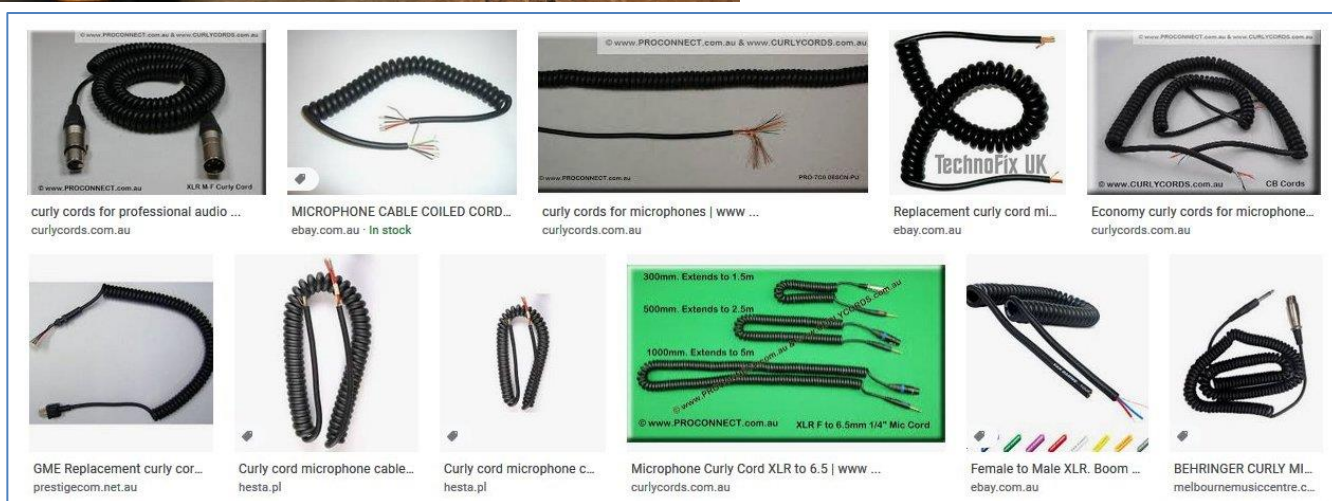 © www.PROCONNECT.com.au
XLR M-F Curly Cord
© www.PROCONNECT.com.au & www.CURLYCORDS.com.au
TechnoFix UK
© www.PROCONNECT.com.au & www.CURLYCORDS.com.au
© www.CURLYCORDS.com.au
CB Cords
curly cords for professional audio ...
MICROPHONE CABLE COILED CORD...
curly cords for microphones | www ...
Replacement curly cord mi...
Economy curly cords for microphone...
curlycords.com.au
ebay.com.au · In stock
curlycords.com.au
ebay.com.au
curlycords.com.au
300mm. Extends to 1.5m
500mm. Extends to 2.5m
1000mm. Extends to 5m
© www.PROCONNECT.com.au & www.CURLYCORDS.com.au
© www.PROCONNECT.com.au
XLR F to 6.5mm 1/4" Mic Cord
GME Replacement curly cor...
Curly cord microphone cable...
Curly cord microphone c...
Microphone Curly Cord XLR to 6.5 | www ...
Female to Male XLR. Boom ...
BEHRINGER CURLY MI...
prestigecom.net.au
hesta.pl
hesta.pl
curlycords.com.au
ebay.com.au
melbournemusiccentre.c...